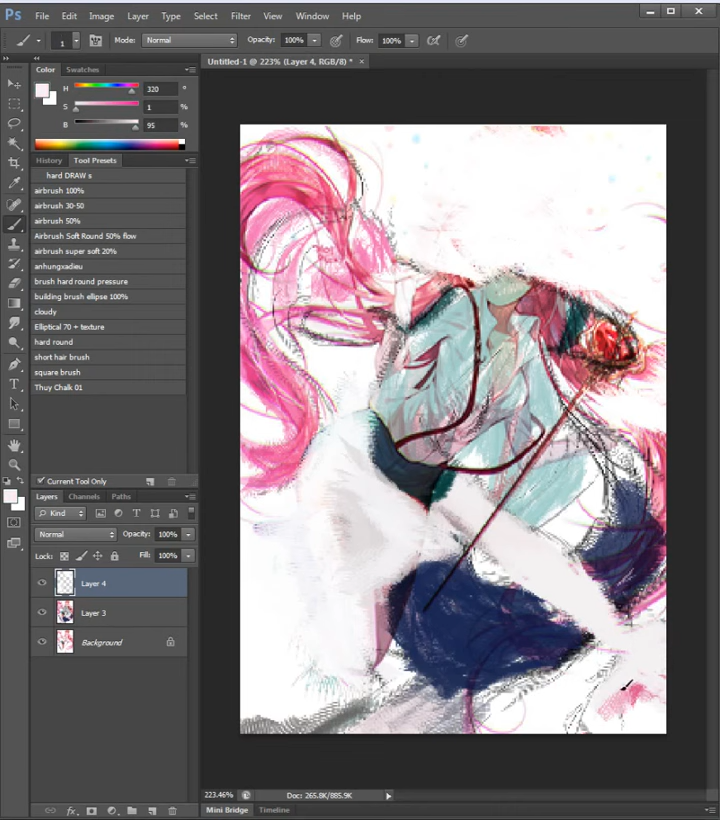 Ps File Edit Image Layer Type Select Filter View Window Help
1 Mode: Normal Opacity: 100% Flow: 100%
Untitled-1 @ 223% (Layer 4, RGB/8) * ×
Color Swatches
H 320 °
S 1 %
B 95 %
History Tool Presets
hard DRAW s
airbrush 100%
airbrush 30-50
airbrush 50%
Airbrush Soft Round 50% flow
airbrush super soft 20%
anhungxadieu
brush hard round pressure
building brush ellipse 100%
cloudy
Elliptical 70 + texture
hard round
short hair brush
square brush
Thuy Chalk 01
Current Tool Only
Layers Channels Paths
Kind
Normal Opacity: 100%
Lock: Fill: 100%
Layer 4
Layer 3
Background
223.46% Doc: 265.8K/885.9K
Mini Bridge Timeline